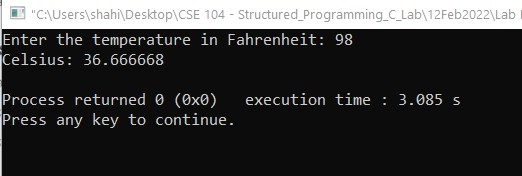 "C:\Users\shahi\Desktop\CSE 104 - Structured_Programming_C_Lab\12Feb2022\Lab
Enter the temperature in Fahrenheit: 98
Celsius: 36.666668
Process returned 0 (0x0)   execution time : 3.085 s
Press any key to continue.